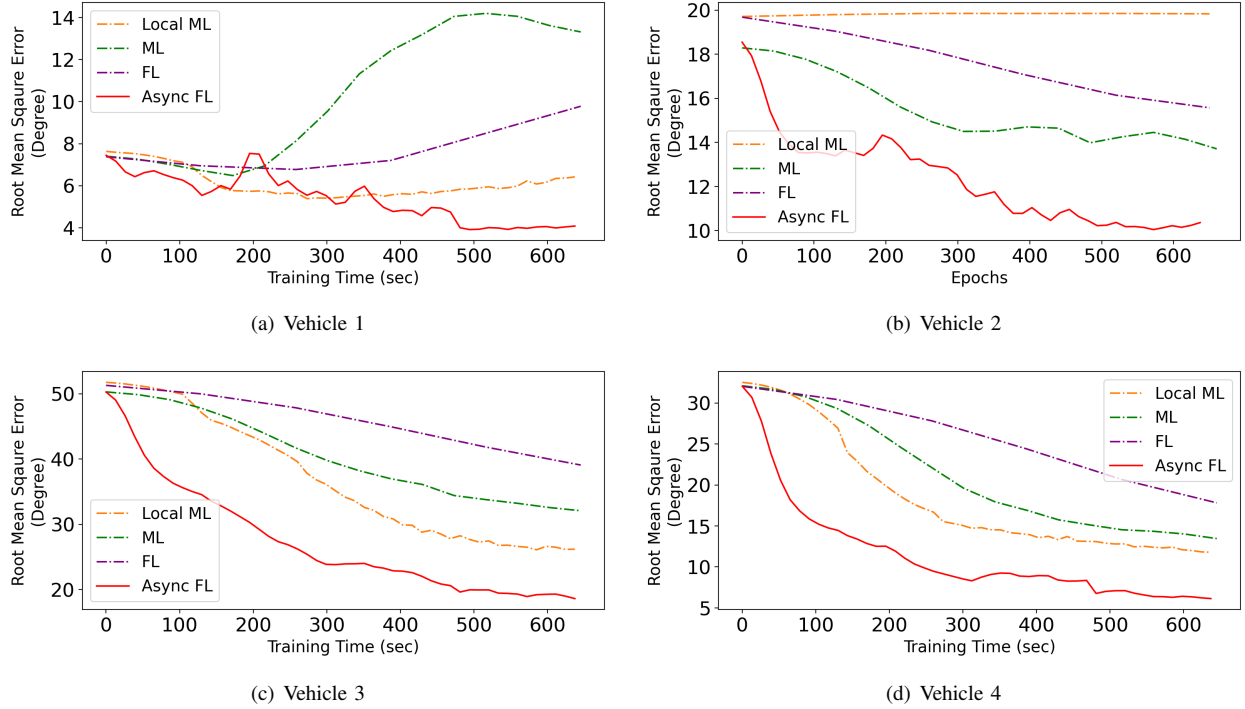 14
12
10
8
6
4
Root Mean Sqaure Error
(Degree)
Local ML
ML
FL
Async FL
0 100 200 300 400 500 600
Training Time (sec)
(a) Vehicle 1
20
18
16
14
12
10
Root Mean Sqaure Error
(Degree)
Local ML
ML
FL
Async FL
0 100 200 300 400 500 600
Epochs
(b) Vehicle 2
50
40
30
20
Root Mean Sqaure Error
(Degree)
Local ML
ML
FL
Async FL
0 100 200 300 400 500 600
Training Time (sec)
(c) Vehicle 3
30
25
20
15
10
5
Root Mean Sqaure Error
(Degree)
Local ML
ML
FL
Async FL
0 100 200 300 400 500 600
Training Time (sec)
(d) Vehicle 4